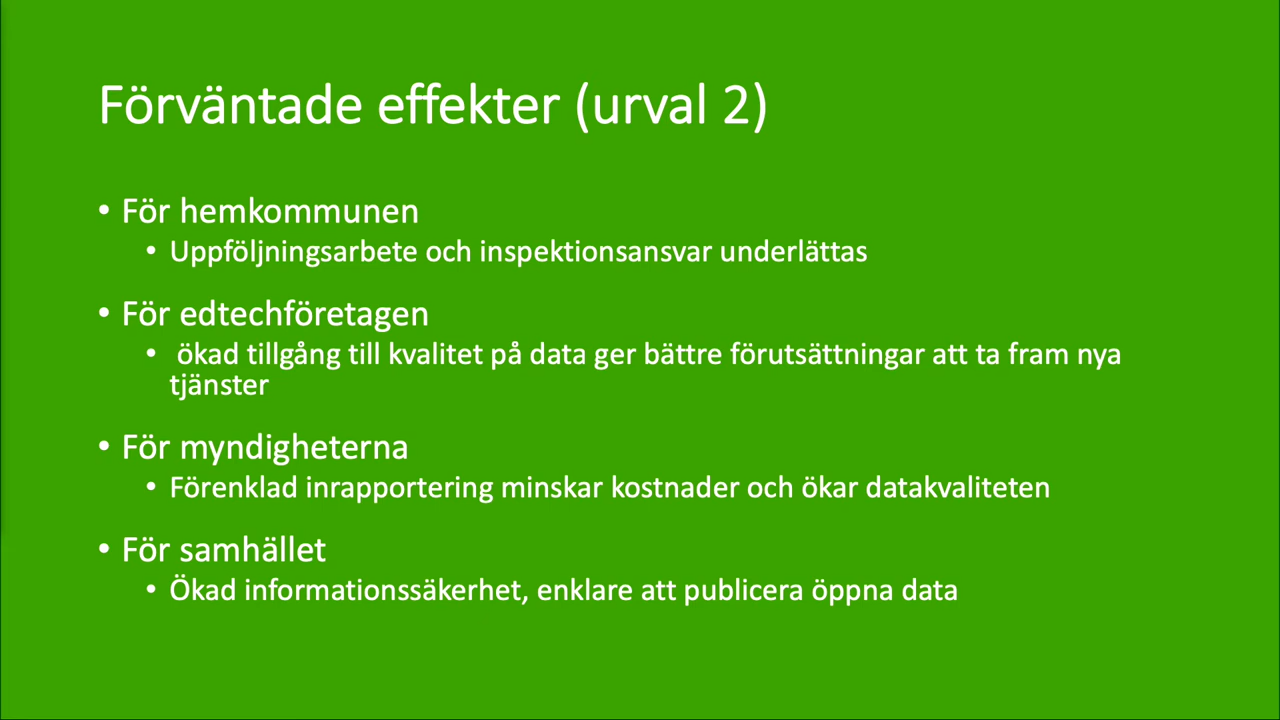 Förväntade effekter (urval 2)
• För hemkommunen
• Uppföljningsarbete och inspektionsansvar underlättas
• För edtechföretagen
• ökad tillgång till kvalitet på data ger bättre förutsättningar att ta fram nya
tjänster
• För myndigheterna
• Förenklad inrapportering minskar kostnader och ökar datakvaliteten
• För samhället
• Ökad informationssäkerhet, enklare att publicera öppna data